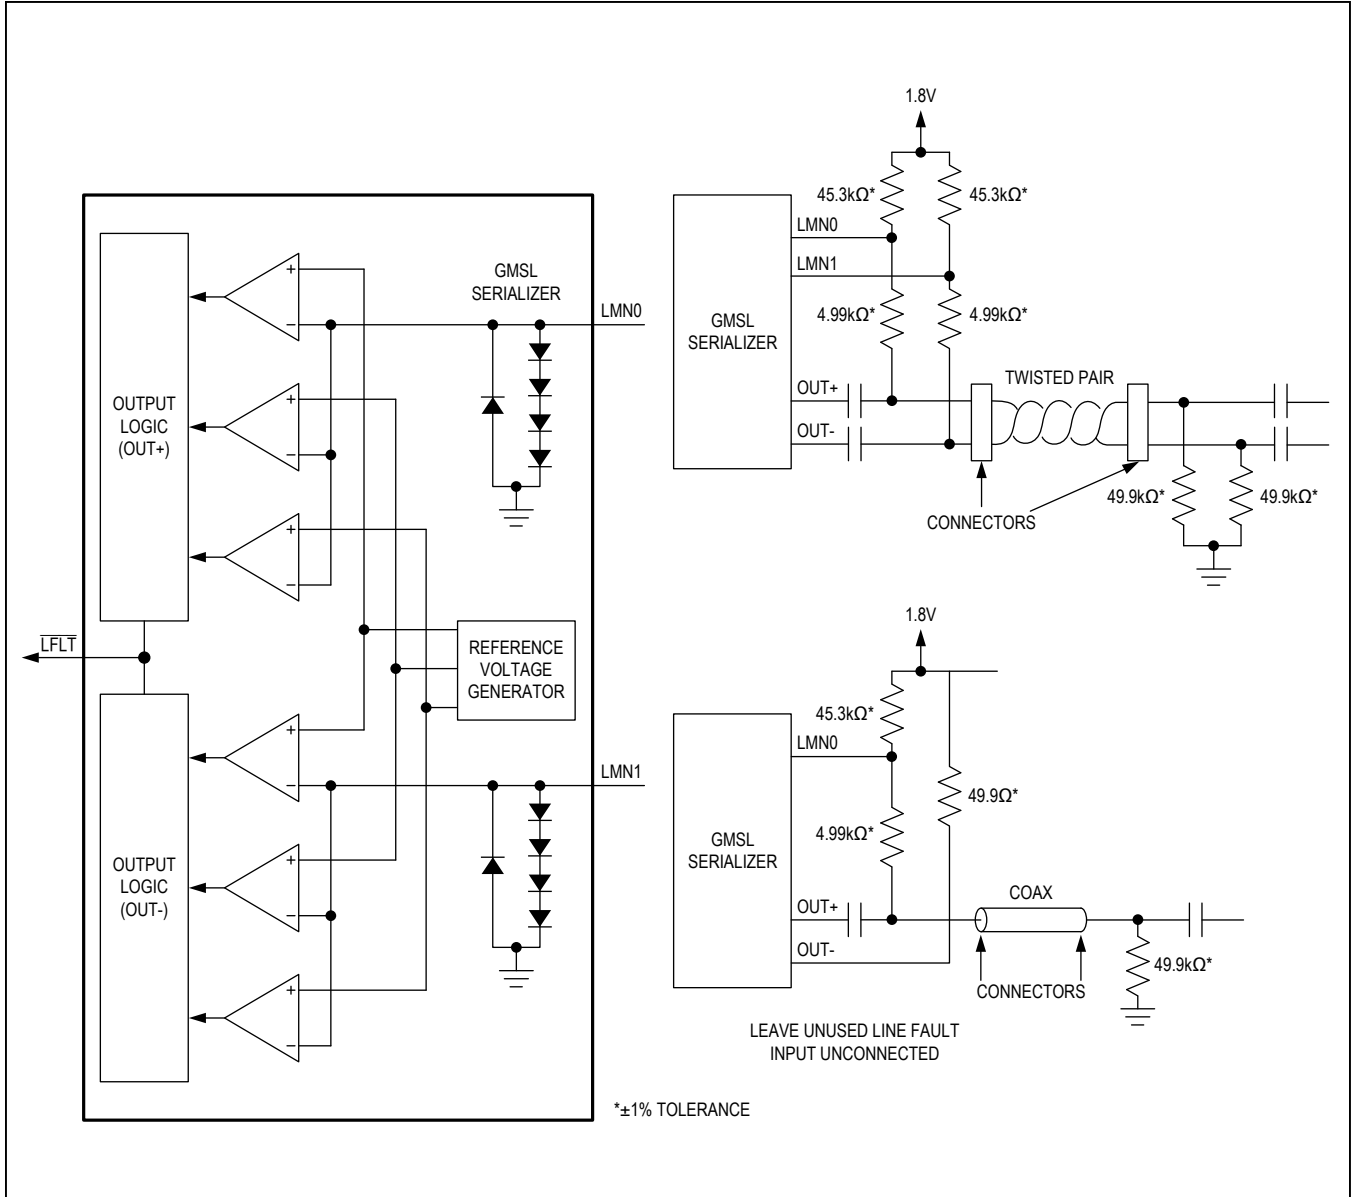 GMSL
SERIALIZER
LMN0
OUTPUT
LOGIC
(OUT+)
+
−
+
−
+
−
LFLT
REFERENCE
VOLTAGE
GENERATOR
LMN1
OUTPUT
LOGIC
(OUT-)
+
−
+
−
+
−
1.8V
45.3kΩ*
45.3kΩ*
LMN0
LMN1
4.99kΩ*
4.99kΩ*
GMSL
SERIALIZER
TWISTED PAIR
OUT+
OUT-
49.9kΩ*
49.9kΩ*
CONNECTORS
1.8V
45.3kΩ*
LMN0
49.9Ω*
4.99kΩ*
GMSL
SERIALIZER
COAX
OUT+
OUT-
49.9kΩ*
CONNECTORS
LEAVE UNUSED LINE FAULT
INPUT UNCONNECTED
*±1% TOLERANCE